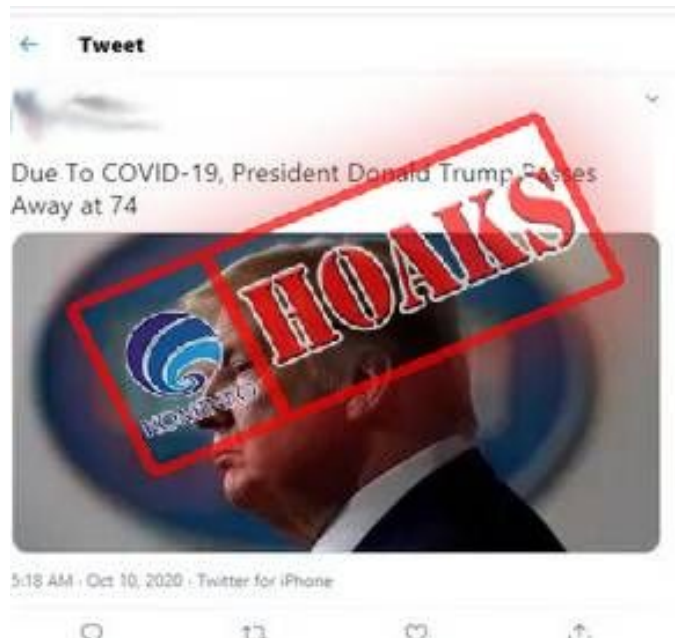 Tweet
Due To COVID-19, President Donald Trump Passes
Away at 74
HOAKS
KOMINFO
5:18 AM · Oct 10, 2020 · Twitter for iPhone